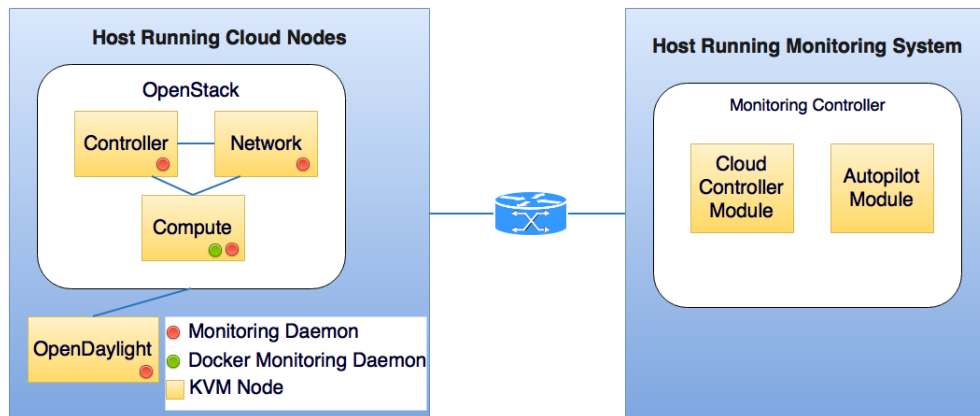 Host Running Cloud Nodes
OpenStack
Controller
Network
Compute
OpenDaylight
Monitoring Daemon
Docker Monitoring Daemon
KVM Node
Host Running Monitoring System
Monitoring Controller
Cloud
Controller
Module
Autopilot
Module